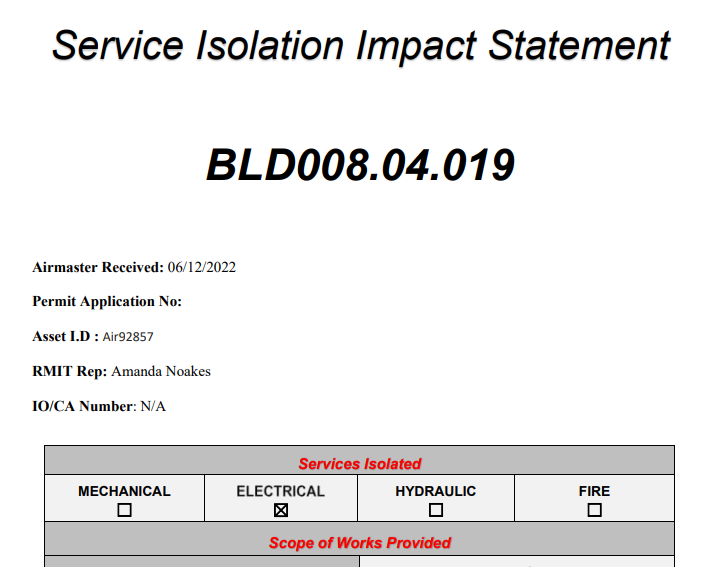 Service Isolation Impact Statement
BLD008.04.019
Airmaster Received: 06/12/2022
Permit Application No:
Asset I.D : Air92857
RMIT Rep: Amanda Noakes
IO/CA Number: N/A
Services Isolated
MECHANICAL ELECTRICAL HYDRAULIC FIRE
☐ ☒ ☐ ☐
Scope of Works Provided